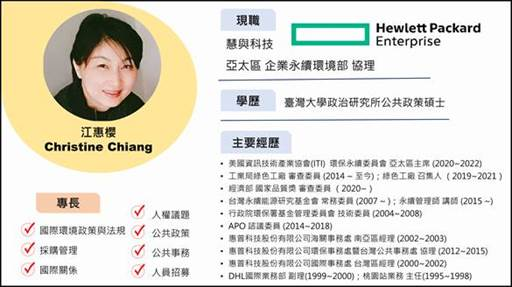 江惠櫻
Christine Chiang
專長
國際環境政策與法規
採購管理
國際關係
人權議題
公共政策
公共事務
人員招募
現職
慧與科技
Hewlett Packard
Enterprise
亞太區 企業永續環境部 協理
學歷
臺灣大學政治研究所公共政策碩士
主要經歷
• 美國資訊技術產業協會(ITI) 環保永續委員會 亞太區主席 (2020~2022)
• 工業局綠色工廠 審查委員 (2014 ~ 至今)；綠色工廠 召集人 ( 2019~2021 )
• 經濟部 國家品質獎 審查委員 ( 2020~ )
• 台灣永續能源研究基金會 常務委員 (2007 ~ )；永續管理師 講師 (2015 ~ )
• 行政院環保署基金管理委員會 技術委員 (2004~2008)
• APO 認議委員 (2014~2018)
• 惠普科技股份有限公司海關事務處 南亞區經理 (2002~2003)
• 惠普科技股份有限公司環保事務處暨台灣公共事務處 協理 (2012~2015)
• 惠普科技股份有限公司國際事務處 台灣區經理 (2000~2002)
• DHL國際業務部 副理(1999~2000)；桃園站業務 主任(1995~1998)